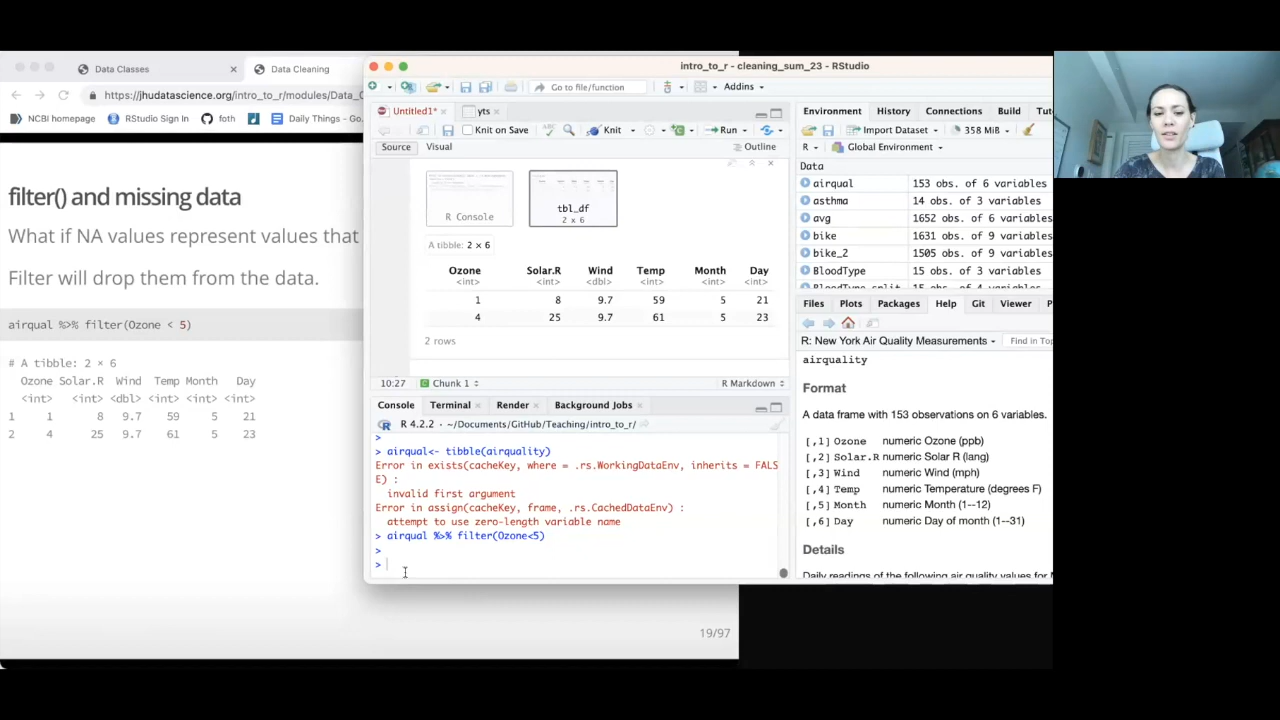 Data Classes
Data Cleaning
https://jhudatascience.org/intro_to_r/modules/Data_C
NCBI homepage
RStudio Sign In
foth
Daily Things - Go.
filter() and missing data
What if NA values represent values that
Filter will drop them from the data.
airqual %>% filter(Ozone < 5)
# A tibble: 2 × 6
Ozone Solar.R Wind Temp Month Day
<int> <int> <dbl> <int> <int> <int>
1 1 8 9.7 59 5 21
2 4 25 9.7 61 5 23
19/97
intro_to_r - cleaning_sum_23 - RStudio
Go to file/function
Addins
Untitled1*
yts
Knit on Save
Knit
Run
Source
Visual
Outline
R Console
tbl_df
2 x 6
A tibble: 2 × 6
Ozone Solar.R Wind Temp Month Day
<int> <int> <dbl> <int> <int> <int>
1 8 9.7 59 5 21
4 25 9.7 61 5 23
2 rows
10:27
Chunk 1
R Markdown
Console
Terminal
Render
Background Jobs
R 4.2.2 · ~/Documents/GitHub/Teaching/intro_to_r/
>
> airqual<- tibble(airquality)
Error in exists(cacheKey, where = .rs.WorkingDataEnv, inherits = FALS
E) :
invalid first argument
Error in assign(cacheKey, frame, .rs.CachedDataEnv) :
attempt to use zero-length variable name
> airqual %>% filter(Ozone<5)
>
>
Environment
History
Connections
Build
Tut
Import Dataset
358 MiB
R
Global Environment
Data
airqual 153 obs. of 6 variables
asthma 14 obs. of 3 variables
avg 1652 obs. of 6 variables
bike 1631 obs. of 9 variables
bike_2 1505 obs. of 9 variables
BloodType 15 obs. of 3 variables
Files
Plots
Packages
Help
Git
Viewer
P
R: New York Air Quality Measurements
Find in Top
airquality
Format
A data frame with 153 observations on 6 variables.
[,1] Ozone numeric Ozone (ppb)
[,2] Solar.R numeric Solar R (lang)
[,3] Wind numeric Wind (mph)
[,4] Temp numeric Temperature (degrees F)
[,5] Month numeric Month (1--12)
[,6] Day numeric Day of month (1--31)
Details
Daily readings of the following air quality values for